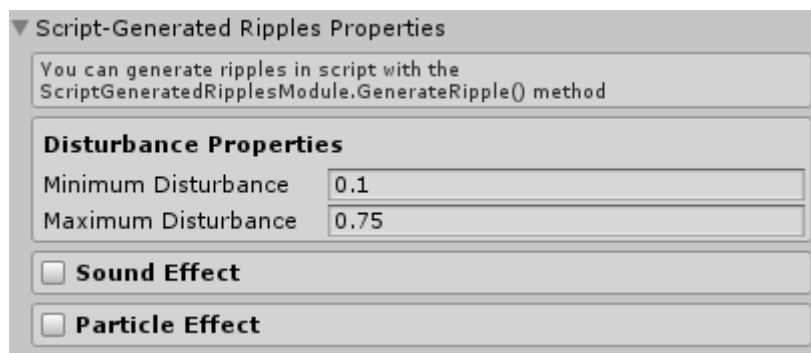 Script-Generated Ripples Properties
You can generate ripples in script with the
ScriptGeneratedRipplesModule.GenerateRipple() method
Disturbance Properties
Minimum Disturbance 0.1
Maximum Disturbance 0.75
Sound Effect
Particle Effect